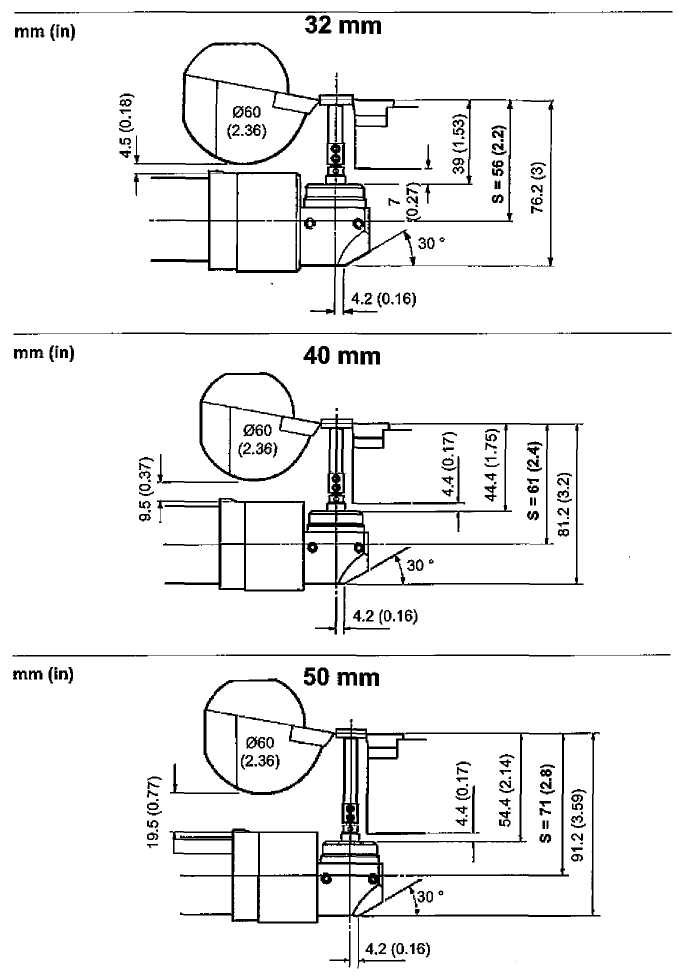 mm (in)
32 mm
Ø60
(2.36)
4.5 (0.18)
39 (1.53)
S = 56 (2.2)
76.2 (3)
7
(0.27)
30 °
4.2 (0.16)
mm (in)
40 mm
Ø60
(2.36)
9.5 (0.37)
4.4 (0.17)
44.4 (1.75)
S = 61 (2.4)
81.2 (3.2)
30 °
4.2 (0.16)
mm (in)
50 mm
Ø60
(2.36)
19.5 (0.77)
4.4 (0.17)
54.4 (2.14)
S = 71 (2.8)
91.2 (3.59)
30 °
4.2 (0.16)